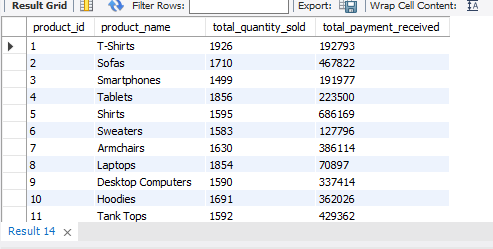 Result Grid Filter Rows: Export: Wrap Cell Content:
product_id product_name total_quantity_sold total_payment_received
1 T-Shirts 1926 192793
2 Sofas 1710 467822
3 Smartphones 1499 191977
4 Tablets 1856 223500
5 Shirts 1595 686169
6 Sweaters 1583 127796
7 Armchairs 1630 386114
8 Laptops 1854 70897
9 Desktop Computers 1590 337414
10 Hoodies 1691 362026
11 Tank Tops 1592 429362
Result 14 ×